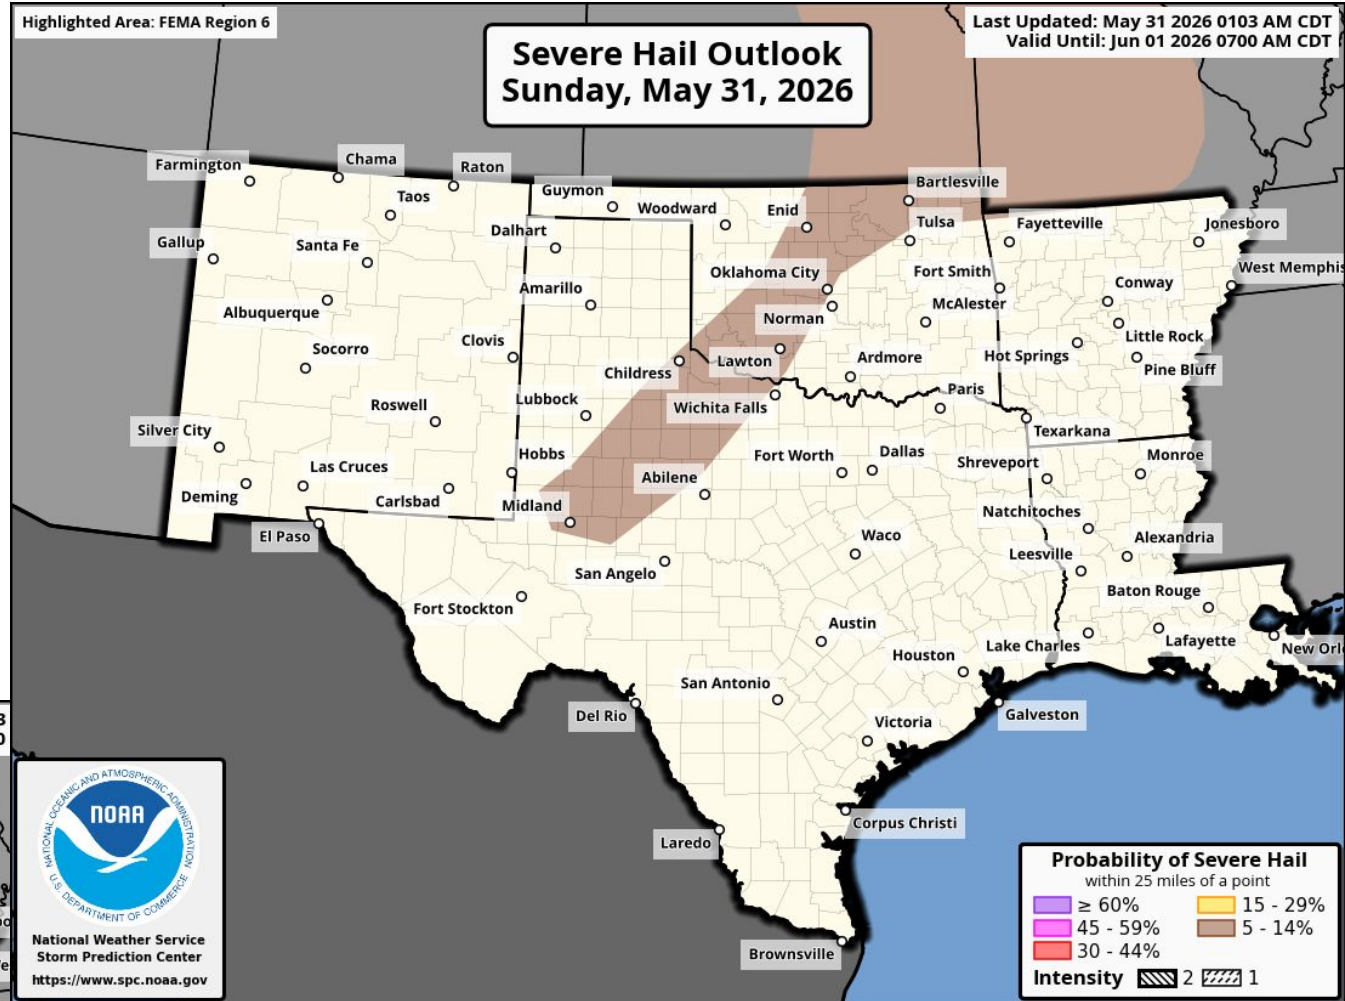 Highlighted Area: FEMA Region 6
Severe Hail Outlook
Sunday, May 31, 2026
Last Updated: May 31 2026 0103 AM CDT
Valid Until: Jun 01 2026 0700 AM CDT
Farmington
Chama
Raton
Taos
Guymon
Woodward
Enid
Bartlesville
Gallup
Santa Fe
Dalhart
Tulsa
Fayetteville
Jonesboro
Albuquerque
Amarillo
Oklahoma City
Fort Smith
West Memphis
Conway
McAlester
Norman
Socorro
Clovis
Little Rock
Childress
Lawton
Ardmore
Hot Springs
Pine Bluff
Roswell
Lubbock
Wichita Falls
Paris
Silver City
Texarkana
Hobbs
Las Cruces
Fort Worth
Dallas
Shreveport
Monroe
Deming
Carlsbad
Midland
Abilene
Natchitoches
El Paso
Waco
Alexandria
San Angelo
Leesville
Baton Rouge
Fort Stockton
Austin
Lake Charles
Lafayette
New Orl
Houston
San Antonio
Del Rio
Victoria
Galveston
Laredo
Corpus Christi
Brownsville
3
0
NATIONAL OCEANIC AND ATMOSPHERIC ADMINISTRATION
NOAA
U.S. DEPARTMENT OF COMMERCE
National Weather Service
Storm Prediction Center
https://www.spc.noaa.gov
Probability of Severe Hail
within 25 miles of a point
≥ 60% 15 - 29%
45 - 59% 5 - 14%
30 - 44%
Intensity 2 1